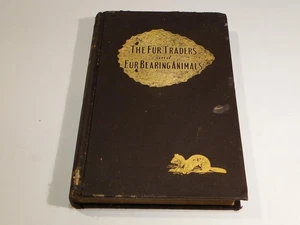 THE FUR TRADERS
and
FUR BEARING ANIMALS